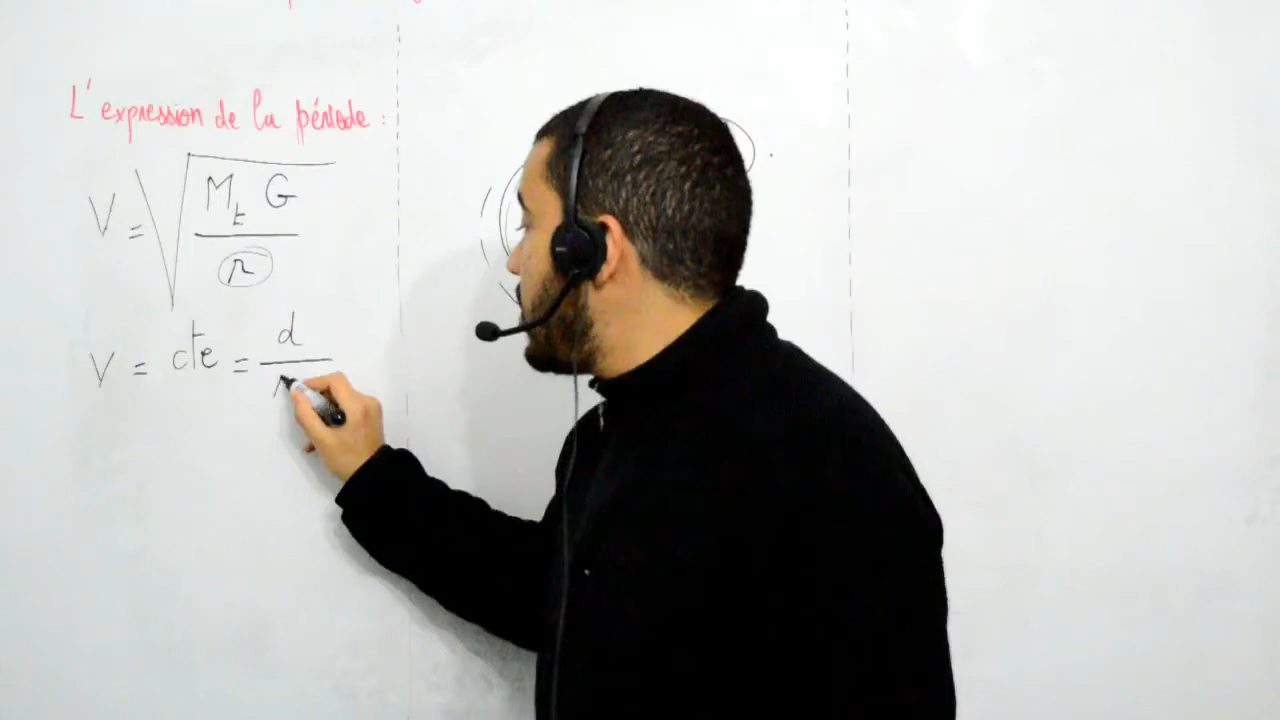 L'expression de la période :
V = √ M_t G / r
V = cte = d /